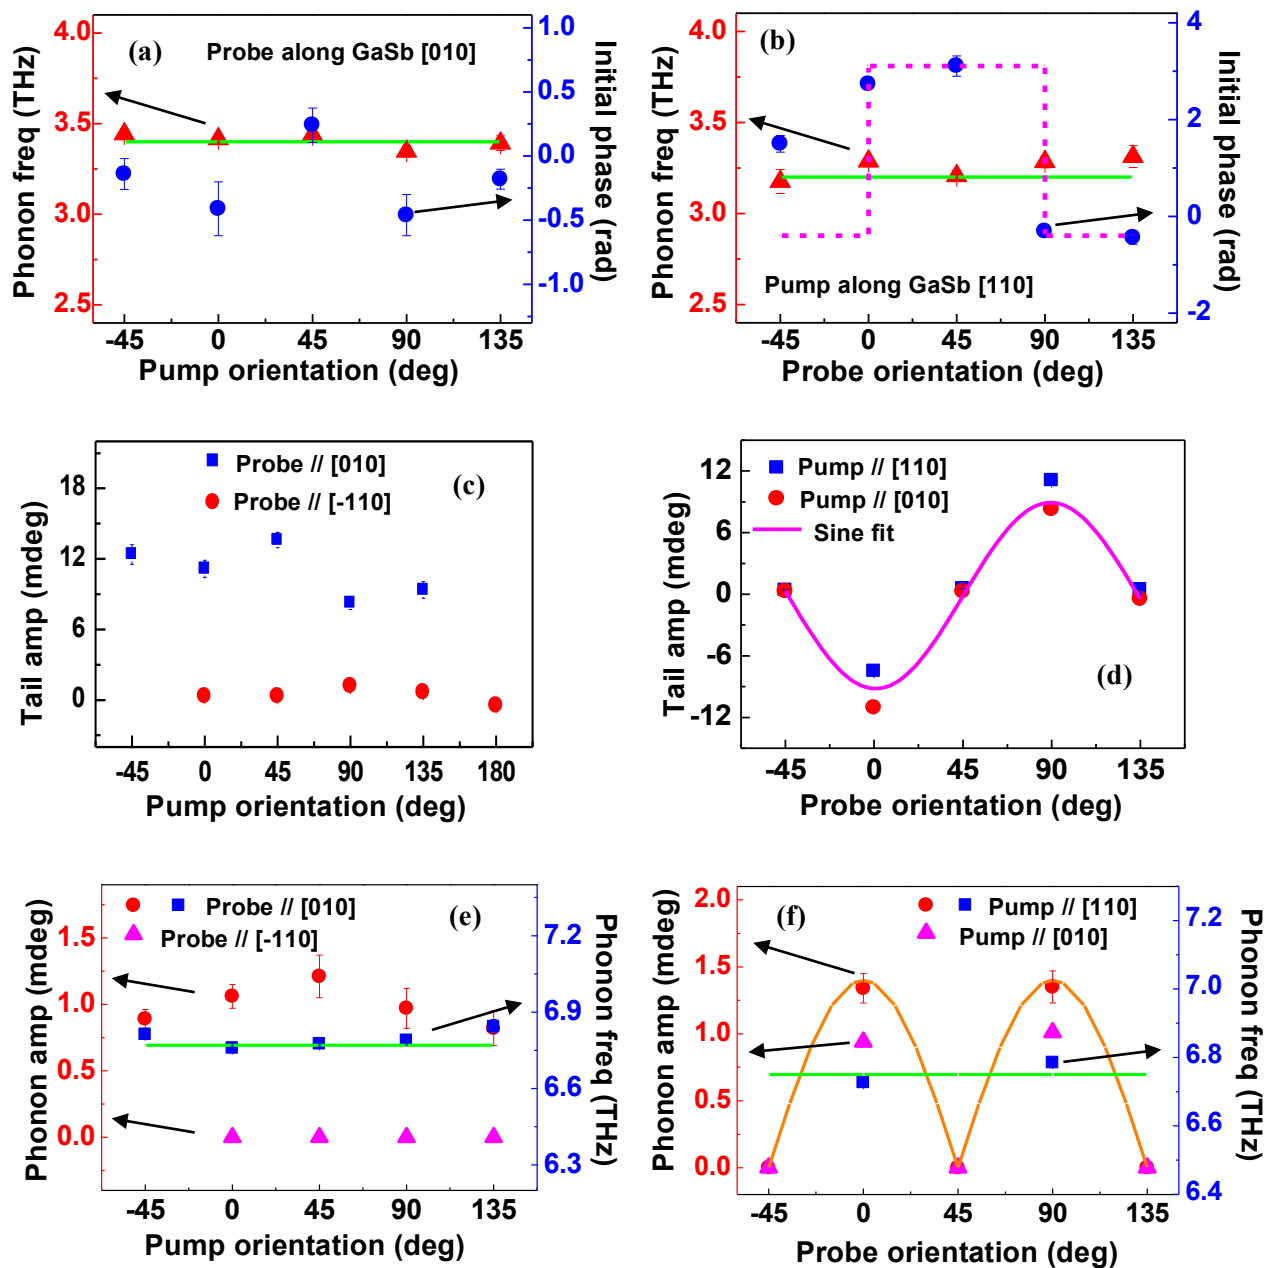 (a)
Probe along GaSb [010]
Phonon freq (THz)
4.0
3.5
3.0
2.5
1.0
0.5
0.0
-0.5
-1.0
Initial phase (rad)
-45 0 45 90 135
Pump orientation (deg)
(b)
Phonon freq (THz)
4.0
3.5
3.0
2.5
4
2
0
-2
Initial phase (rad)
Pump along GaSb [110]
-45 0 45 90 135
Probe orientation (deg)
(c)
Probe // [010]
Probe // [-110]
Tail amp (mdeg)
18
12
6
0
-45 0 45 90 135 180
Pump orientation (deg)
Pump // [110]
Pump // [010]
Sine fit
(d)
Tail amp (mdeg)
12
6
0
-6
-12
-45 0 45 90 135
Probe orientation (deg)
(e)
Probe // [010]
Probe // [-110]
Phonon amp (mdeg)
1.5
1.0
0.5
0.0
7.2
6.9
6.6
6.3
Phonon freq (THz)
-45 0 45 90 135
Pump orientation (deg)
(f)
Pump // [110]
Pump // [010]
Phonon amp (mdeg)
2.0
1.5
1.0
0.5
0.0
7.2
7.0
6.8
6.6
6.4
Phonon freq (THz)
-45 0 45 90 135
Probe orientation (deg)